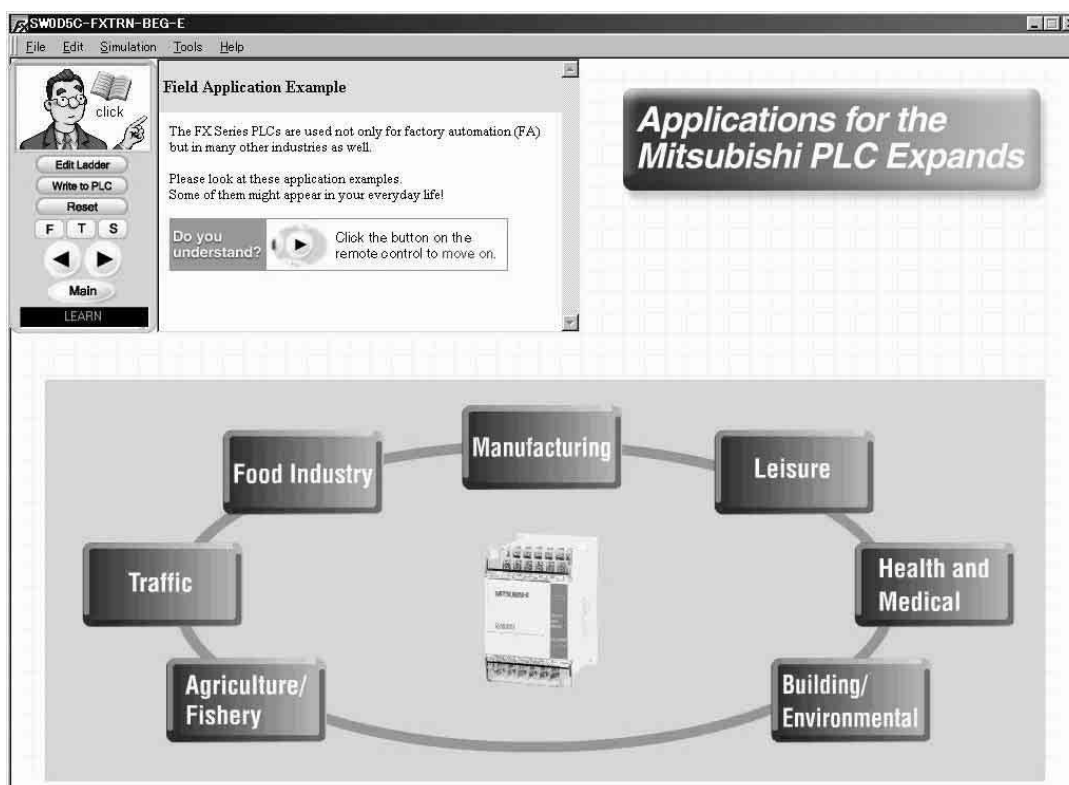 SW0D5C-FXTRN-BEG-E
File Edit Simulation Tools Help
click
Edit Ladder
Write to PLC
Reset
F T S
Main
LEARN
Field Application Example
The FX Series PLCs are used not only for factory automation (FA)
but in many other industries as well.
Please look at these application examples.
Some of them might appear in your everyday life!
Do you
understand?
Click the button on the
remote control to move on.
Applications for the
Mitsubishi PLC Expands
Manufacturing
Food Industry
Leisure
Traffic
Health and
Medical
Agriculture/
Fishery
Building/
Environmental